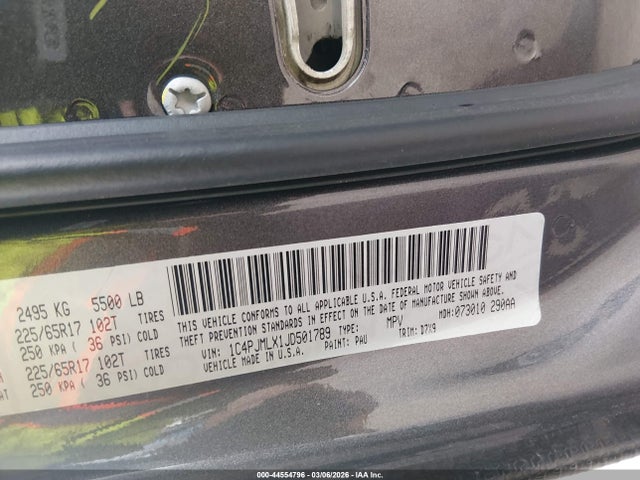 2495 KG 5500 LB
225/65R17 102T TIRES
250 KPA ( 36 PSI) COLD
225/65R17 102T TIRES
250 KPA ( 36 PSI) COLD
THIS VEHICLE CONFORMS TO ALL APPLICABLE U.S.A. FEDERAL MOTOR VEHICLE SAFETY AND
THEFT PREVENTION STANDARDS IN EFFECT ON THE DATE OF MANUFACTURE SHOWN ABOVE.
VIN: 1C4PJMLX1JD501789 TYPE: MPV MDH:073010 290AA
VEHICLE MADE IN U.S.A. PAINT: PAU TRIM: D7X9
000-44554796 - 03/06/2026 - IAA Inc.